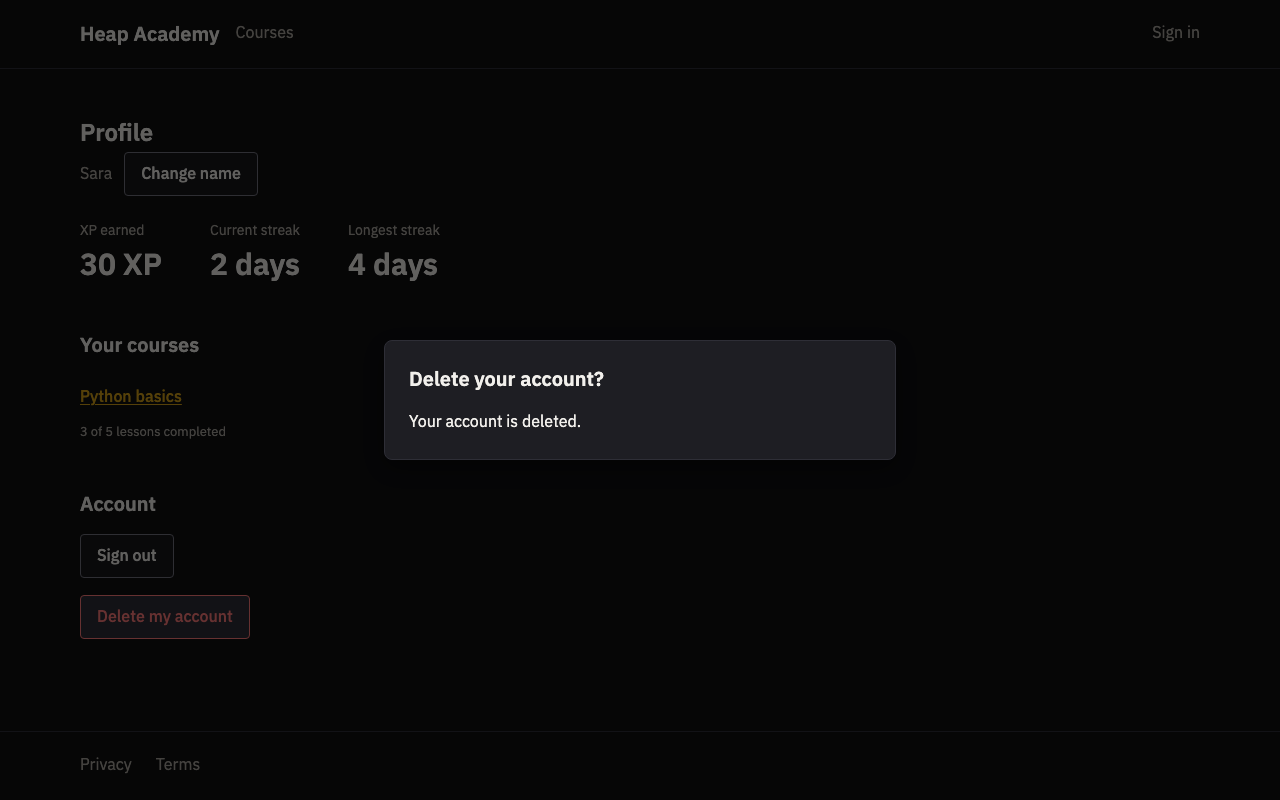 Heap Academy Courses Sign in
Profile
Sara Change name
XP earned Current streak Longest streak
30 XP 2 days 4 days
Your courses
Python basics
3 of 5 lessons completed
Delete your account?
Your account is deleted.
Account
Sign out
Delete my account
Privacy Terms